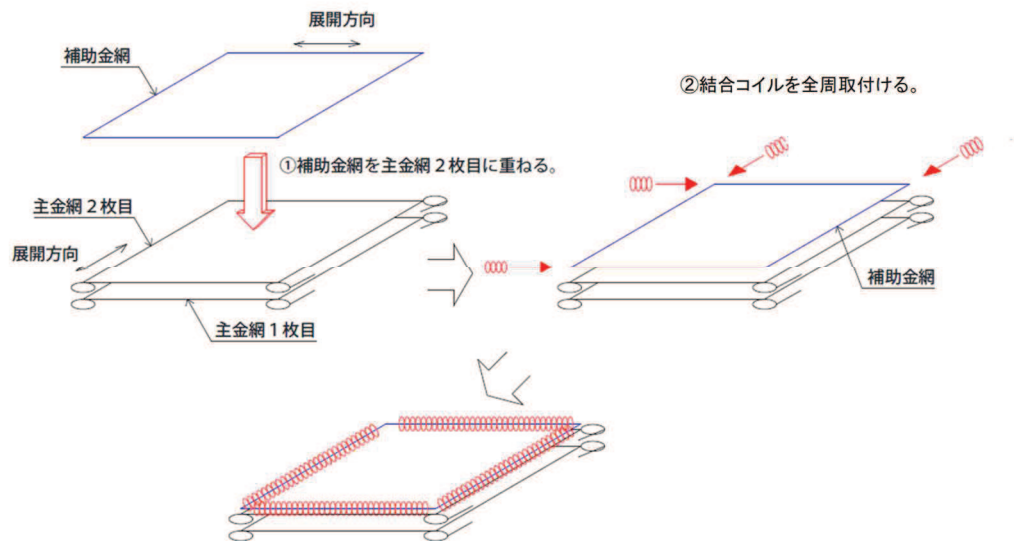 展開方向
補助金網
②結合コイルを全周取付ける。
①補助金網を主金網２枚目に重ねる。
主金網２枚目
展開方向
補助金網
主金網１枚目